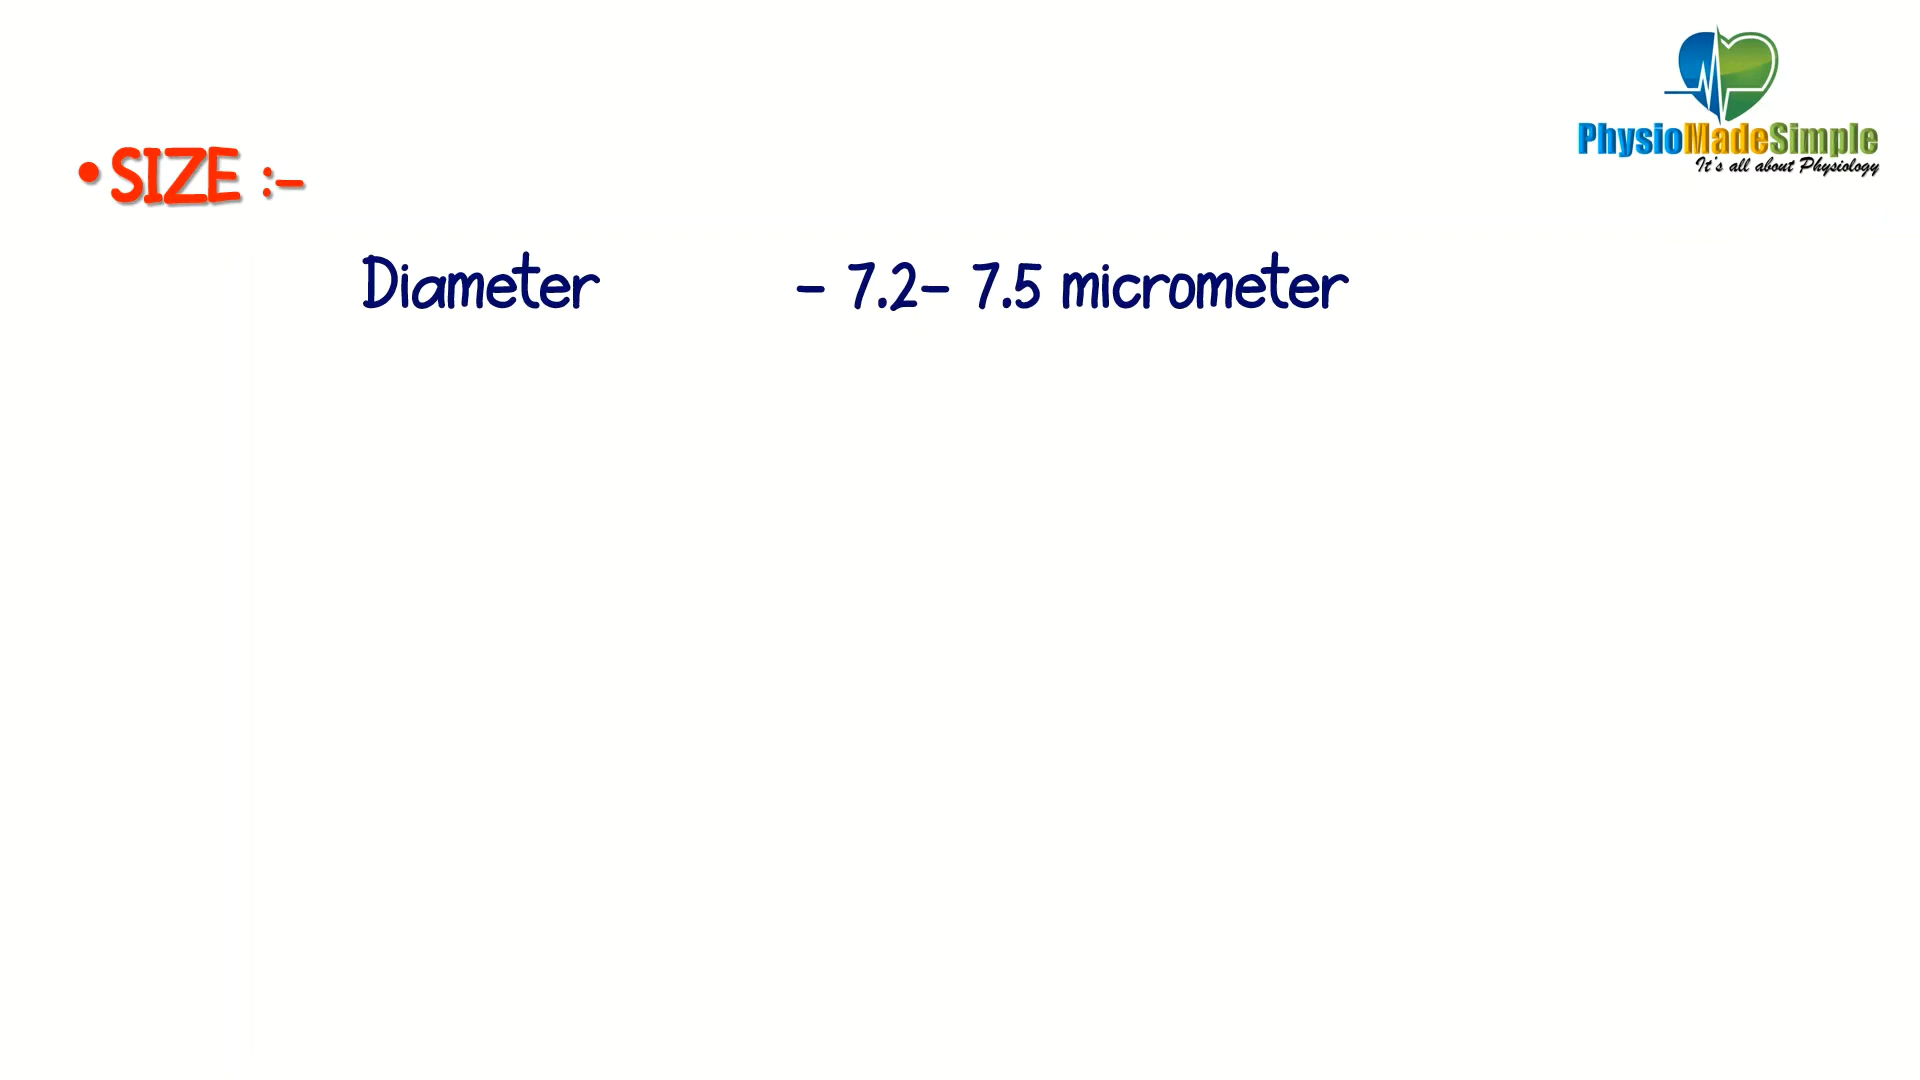 PhysioMadeSimple
It's all about Physiology
• SIZE :-
Diameter - 7.2- 7.5 micrometer